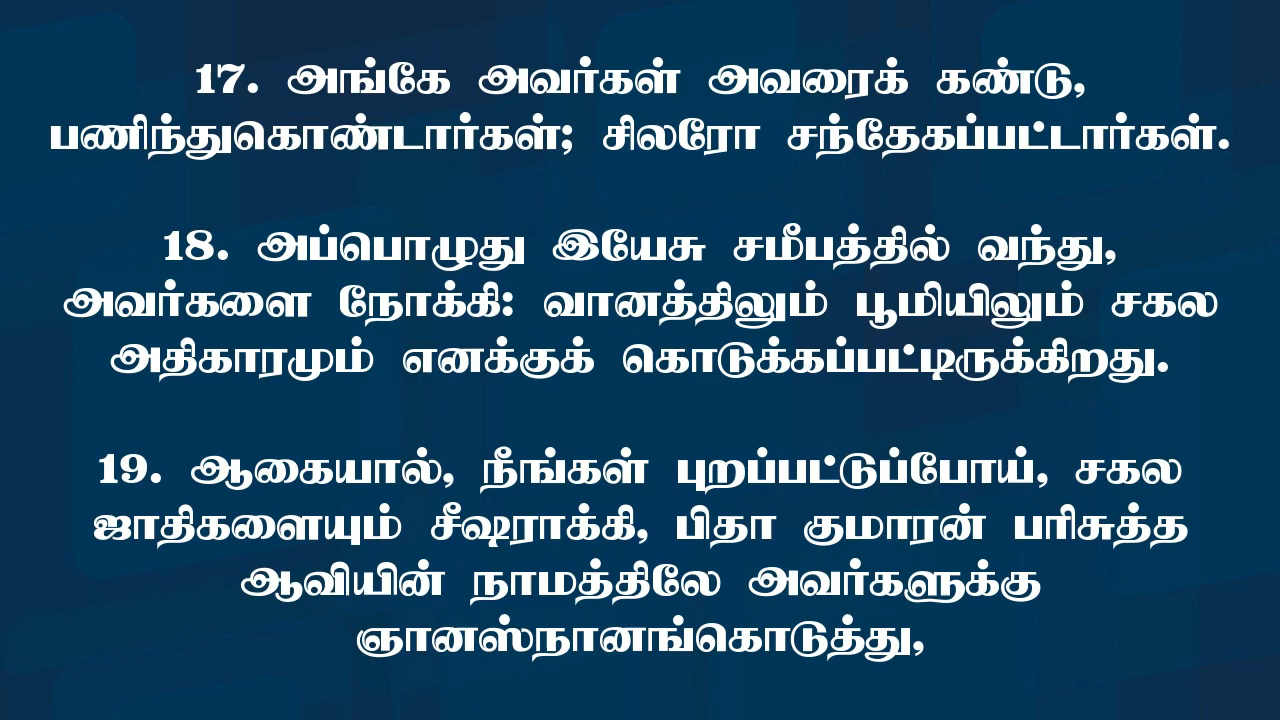 17. அங்கே அவர்கள் அவரைக் கண்டு,
பணிந்துகொண்டார்கள்; சிலரோ சந்தேகப்பட்டார்கள்.
18. அப்பொழுது இயேசு சமீபத்தில் வந்து,
அவர்களை நோக்கி: வானத்திலும் பூமியிலும் சகல
அதிகாரமும் எனக்குக் கொடுக்கப்பட்டிருக்கிறது.
19. ஆகையால், நீங்கள் புறப்பட்டுப்போய், சகல
ஜாதிகளையும் சீஷராக்கி, பிதா குமாரன் பரிசுத்த
ஆவியின் நாமத்திலே அவர்களுக்கு
ஞானஸ்நானங்கொடுத்து,